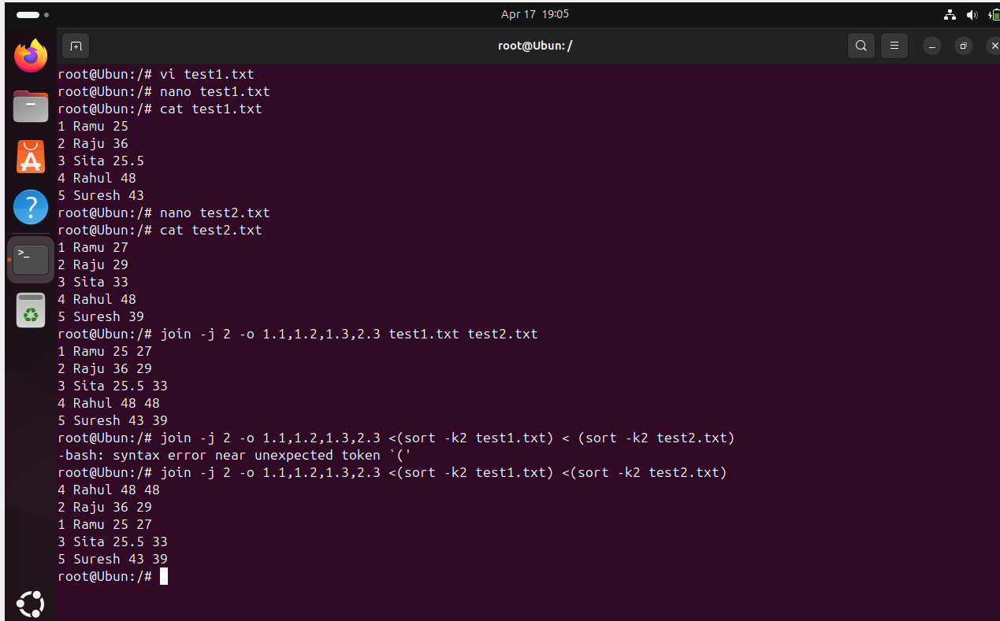 Apr 17 19:05
root@Ubun: /
root@Ubun:/# vi test1.txt
root@Ubun:/# nano test1.txt
root@Ubun:/# cat test1.txt
1 Ramu 25
2 Raju 36
3 Sita 25.5
4 Rahul 48
5 Suresh 43
root@Ubun:/# nano test2.txt
root@Ubun:/# cat test2.txt
1 Ramu 27
2 Raju 29
3 Sita 33
4 Rahul 48
5 Suresh 39
root@Ubun:/# join -j 2 -o 1.1,1.2,1.3,2.3 test1.txt test2.txt
1 Ramu 25 27
2 Raju 36 29
3 Sita 25.5 33
4 Rahul 48 48
5 Suresh 43 39
root@Ubun:/# join -j 2 -o 1.1,1.2,1.3,2.3 <(sort -k2 test1.txt) < (sort -k2 test2.txt)
-bash: syntax error near unexpected token `('
root@Ubun:/# join -j 2 -o 1.1,1.2,1.3,2.3 <(sort -k2 test1.txt) <(sort -k2 test2.txt)
4 Rahul 48 48
2 Raju 36 29
1 Ramu 25 27
3 Sita 25.5 33
5 Suresh 43 39
root@Ubun:/#